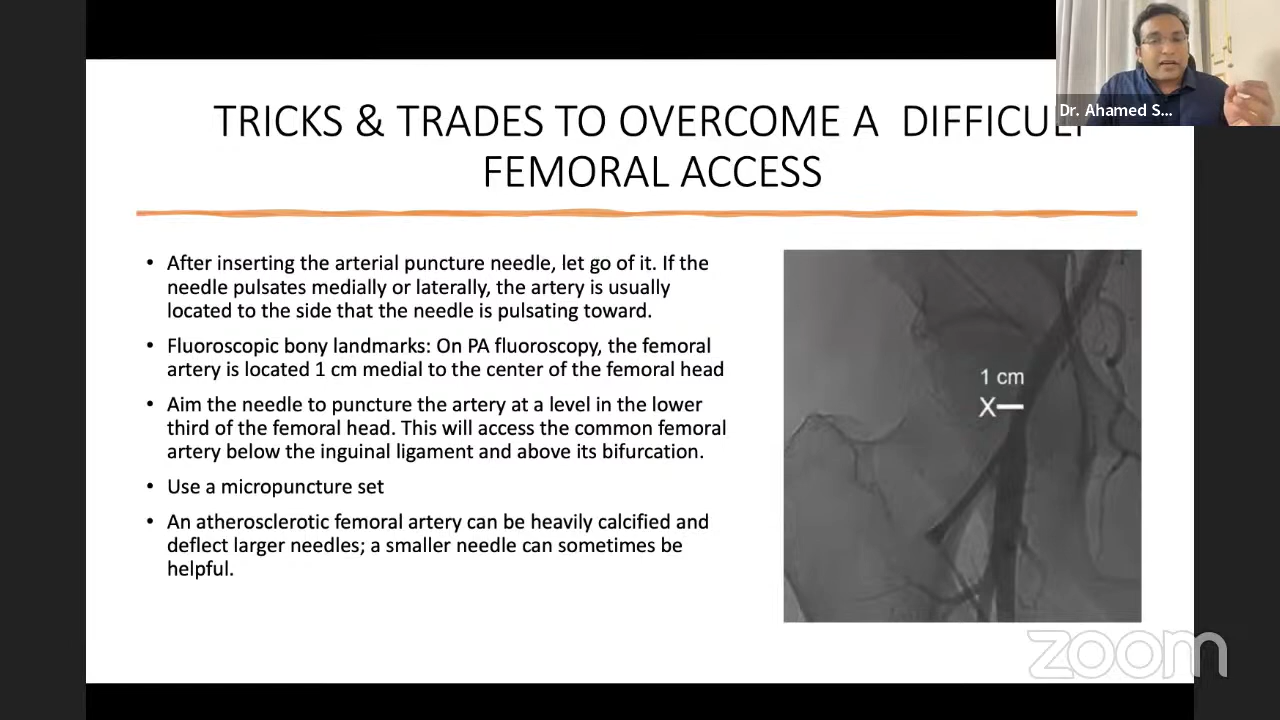 TRICKS & TRADES TO OVERCOME A DIFFICULT
FEMORAL ACCESS
Dr. Ahamed S...
• After inserting the arterial puncture needle, let go of it. If the
needle pulsates medially or laterally, the artery is usually
located to the side that the needle is pulsating toward.
• Fluoroscopic bony landmarks: On PA fluoroscopy, the femoral
artery is located 1 cm medial to the center of the femoral head
• Aim the needle to puncture the artery at a level in the lower
third of the femoral head. This will access the common femoral
artery below the inguinal ligament and above its bifurcation.
• Use a micropuncture set
• An atherosclerotic femoral artery can be heavily calcified and
deflect larger needles; a smaller needle can sometimes be
helpful.
1 cm
X
zoom